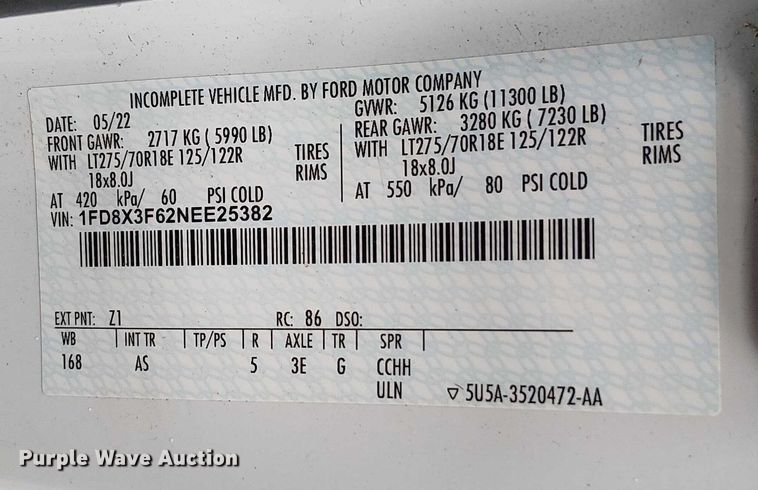 INCOMPLETE VEHICLE MFD. BY FORD MOTOR COMPANY
DATE: 05/22 GVWR: 5126 KG (11300 LB)
FRONT GAWR: 2717 KG ( 5990 LB) REAR GAWR: 3280 KG ( 7230 LB)
WITH LT275/70R18E 125/122R TIRES WITH LT275/70R18E 125/122R TIRES
18x8.0J RIMS 18x8.0J RIMS
AT 420 kPa/ 60 PSI COLD AT 550 kPa/ 80 PSI COLD
VIN: 1FD8X3F62NEE25382
EXT PNT: Z1 RC: 86 DSO:
WB INT TR TP/PS R AXLE TR SPR
168 AS 5 3E G CCHH
ULN ▽ 5U5A-3520472-AA
Purple Wave Auction